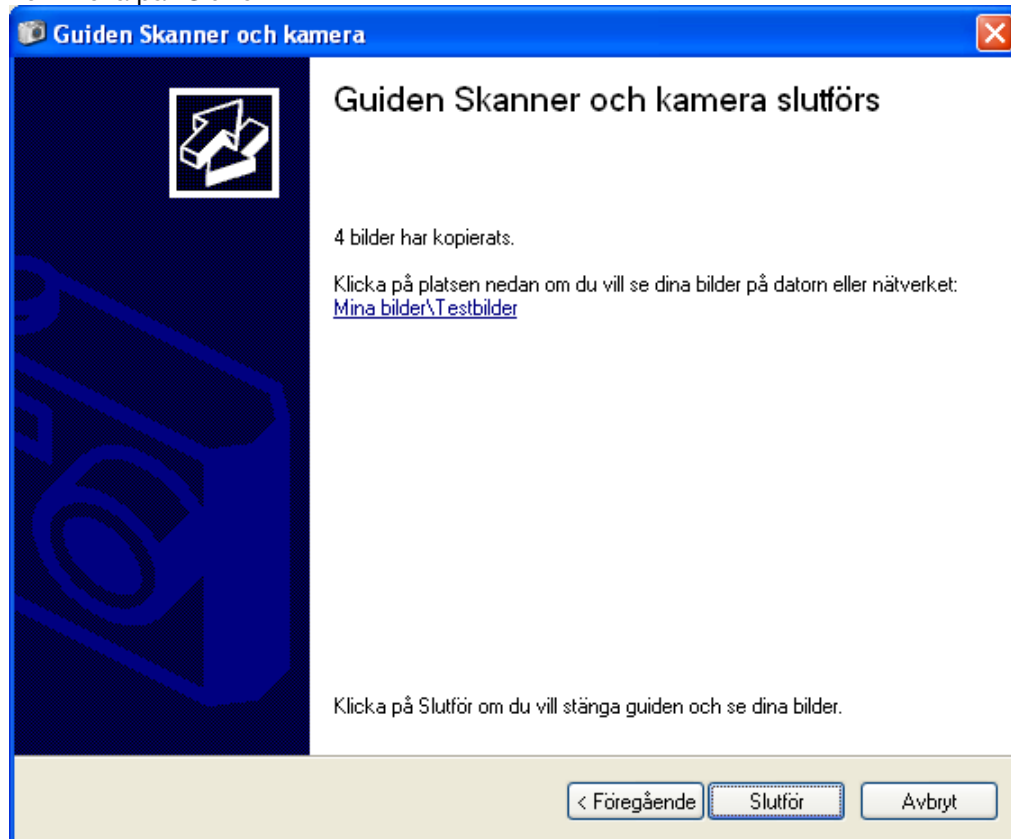 Guiden Skanner och kamera
Guiden Skanner och kamera slutförs
4 bilder har kopierats.
Klicka på platsen nedan om du vill se dina bilder på datorn eller nätverket:
Mina bilder\Testbilder
Klicka på Slutför om du vill stänga guiden och se dina bilder.
< Föregående Slutför Avbryt